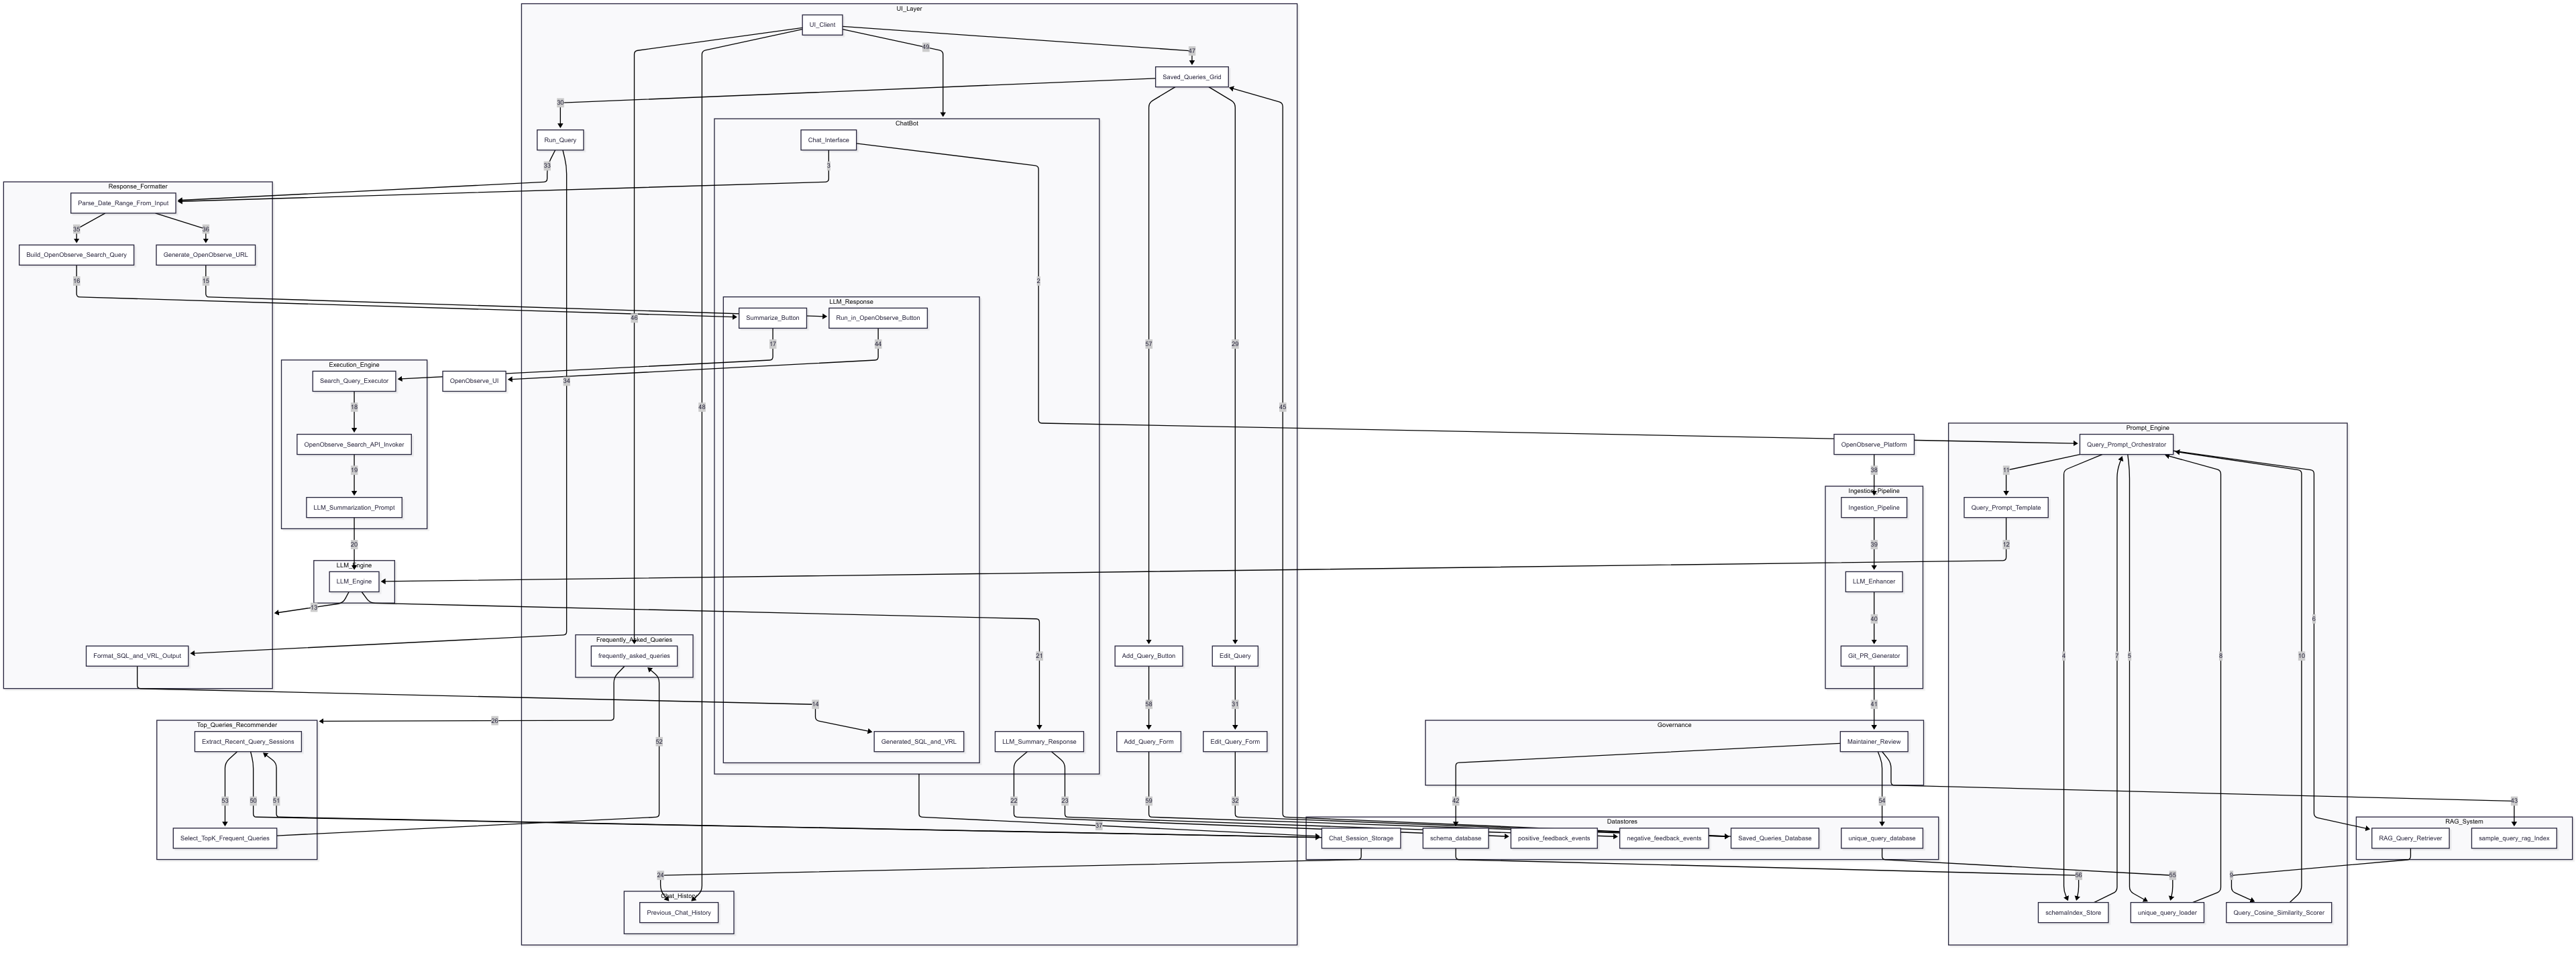 UI_Layer
UI_Client
49
47
Saved_Queries_Grid
30
ChatBot
Run_Query
Chat_Interface
33
3
Response_Formatter
Parse_Date_Range_From_Input
35
36
Build_OpenObserve_Search_Query
Generate_OpenObserve_URL
16
15
2
LLM_Response
Summarize_Button
Run_in_OpenObserve_Button
46
17
44
57
29
Execution_Engine
Search_Query_Executor
OpenObserve_UI
34
18
48
45
Prompt_Engine
OpenObserve_Search_API_Invoker
OpenObserve_Platform
Query_Prompt_Orchestrator
19
38
11
Ingestion_Pipeline
LLM_Summarization_Prompt
Ingestion_Pipeline
Query_Prompt_Template
20
39
12
LLM_Engine
LLM_Engine
LLM_Enhancer
13
40
6
Frequently_Asked_Queries
Format_SQL_and_VRL_Output
frequently_asked_queries
21
Add_Query_Button
Edit_Query
Git_PR_Generator
4
7
5
8
10
14
58
31
41
26
Top_Queries_Recommender
Governance
Extract_Recent_Query_Sessions
52
Generated_SQL_and_VRL
LLM_Summary_Response
Add_Query_Form
Edit_Query_Form
Maintainer_Review
53
50
51
22
23
59
32
42
54
43
37
Datastores
RAG_System
Select_TopK_Frequent_Queries
Chat_Session_Storage
schema_database
positive_feedback_events
negative_feedback_events
Saved_Queries_Database
unique_query_database
RAG_Query_Retriever
sample_query_rag_Index
24
56
55
9
Chat_History
Previous_Chat_History
schemaIndex_Store
unique_query_loader
Query_Cosine_Similarity_Scorer